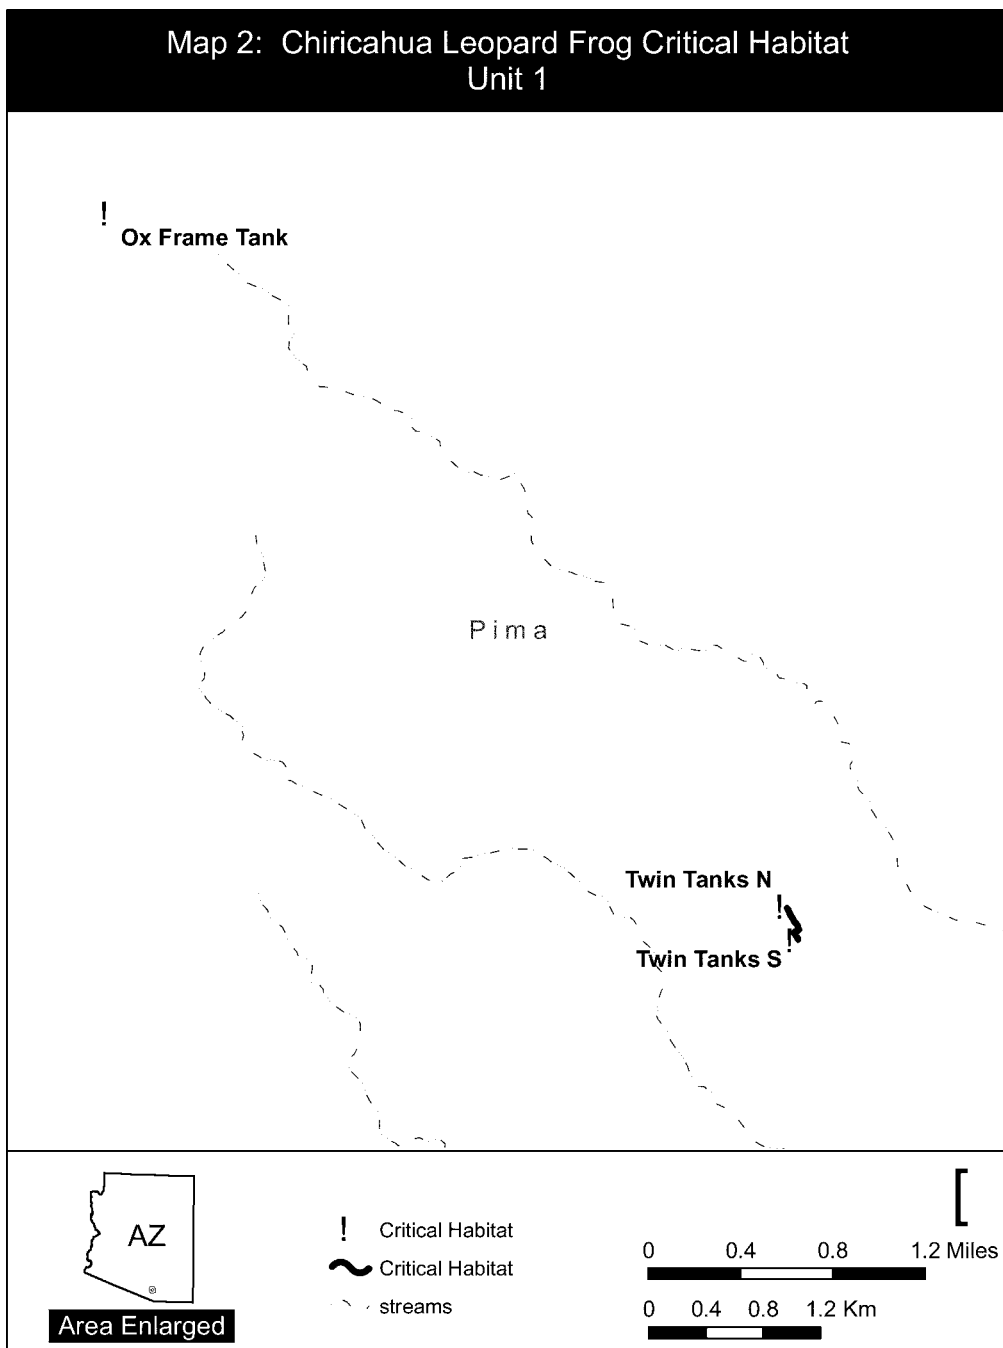 Map 2: Chiricahua Leopard Frog Critical Habitat
Unit 1
!
Ox Frame Tank
Pima
Twin Tanks N
!
!
Twin Tanks S
AZ
Area Enlarged
! Critical Habitat
Critical Habitat
streams
[
0 0.4 0.8 1.2 Miles
0 0.4 0.8 1.2 Km